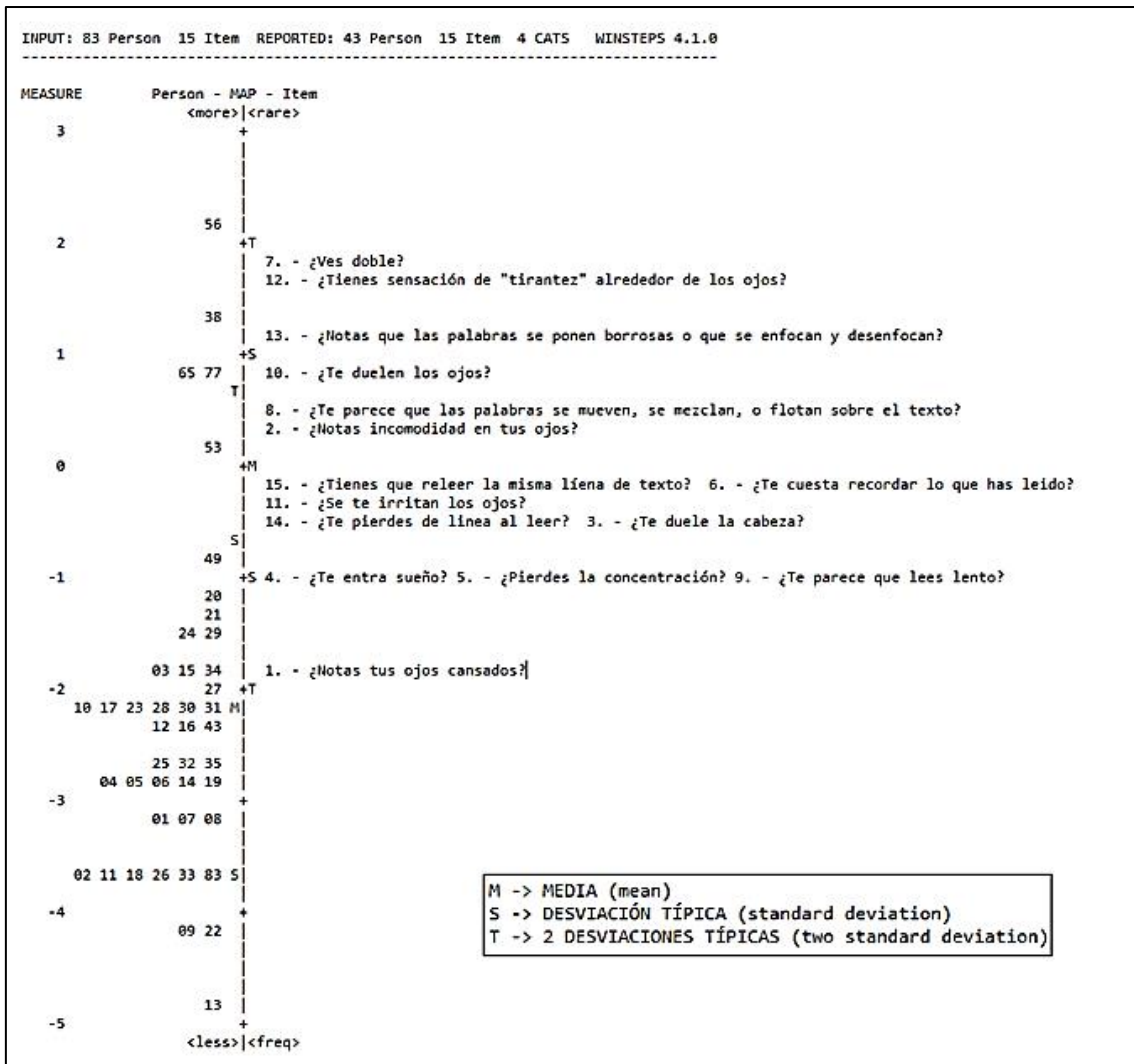 INPUT: 83 Person 15 Item REPORTED: 43 Person 15 Item 4 CATS WINSTEPS 4.1.0
--------------------------------------------------------------------------------
MEASURE Person - MAP - Item
<more>|<rare>
3 +
|
|
|
|
|
|
|
56 |
2 +T
| 7. - ¿Ves doble?
| 12. - ¿Tienes sensación de "tirantez" alrededor de los ojos?
|
38 |
| 13. - ¿Notas que las palabras se ponen borrosas o que se enfocan y desenfocan?
1 +S
65 77 | 10. - ¿Te duelen los ojos?
T|
| 8. - ¿Te parece que las palabras se mueven, se mezclan, o flotan sobre el texto?
| 2. - ¿Notas incomodidad en tus ojos?
53 |
0 +M
| 15. - ¿Tienes que releer la misma líena de texto? 6. - ¿Te cuesta recordar lo que has leido?
| 11. - ¿Se te irritan los ojos?
| 14. - ¿Te pierdes de linea al leer? 3. - ¿Te duele la cabeza?
S|
49 |
-1 +S 4. - ¿Te entra sueño? 5. - ¿Pierdes la concentración? 9. - ¿Te parece que lees lento?
20 |
21 |
24 29 |
|
03 15 34 | 1. - ¿Notas tus ojos cansados?|
-2 27 +T
10 17 23 28 30 31 M|
12 16 43 |
|
25 32 35 |
04 05 06 14 19 |
-3 +
01 07 08 |
|
|
02 11 18 26 33 83 S|
|
-4 +
09 22 |
|
|
|
13 |
-5 +
<less>|<freq>
M -> MEDIA (mean)
S -> DESVIACIÓN TÍPICA (standard deviation)
T -> 2 DESVIACIONES TÍPICAS (two standard deviation)